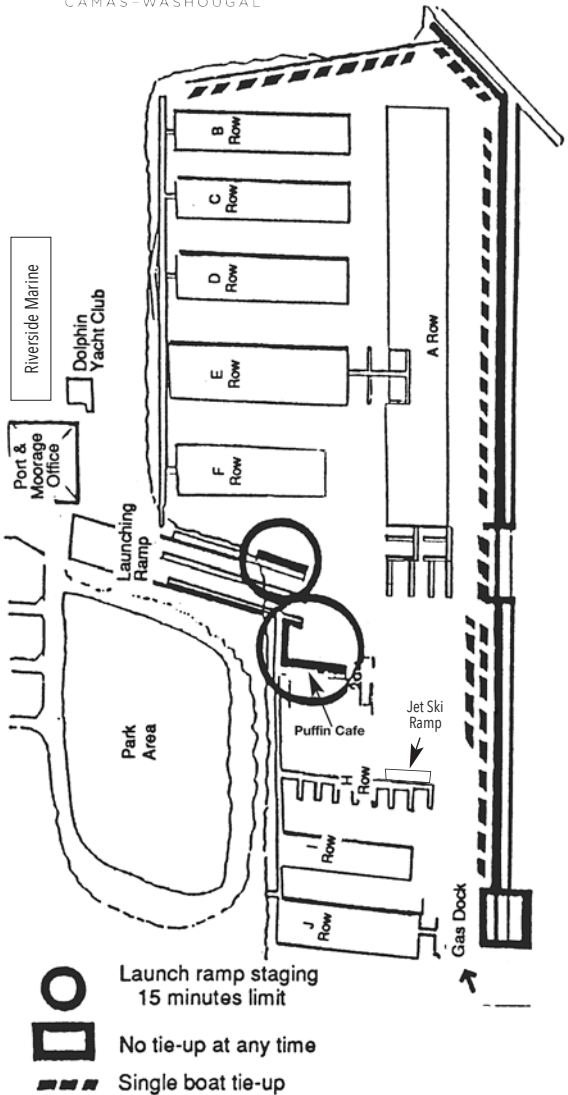 CAMAS-WASHOUGAL
B
Row
C
Row
D
Row
E
Row
F
Row
A Row
Riverside Marine
Dolphin
Yacht Club
Port &
Moorage
Office
Launching
Ramp
Park
Area
Puffin Cafe
Jet Ski
Ramp
H
Row
I
Row
J
Row
Gas Dock
Launch ramp staging
15 minutes limit
No tie-up at any time
Single boat tie-up